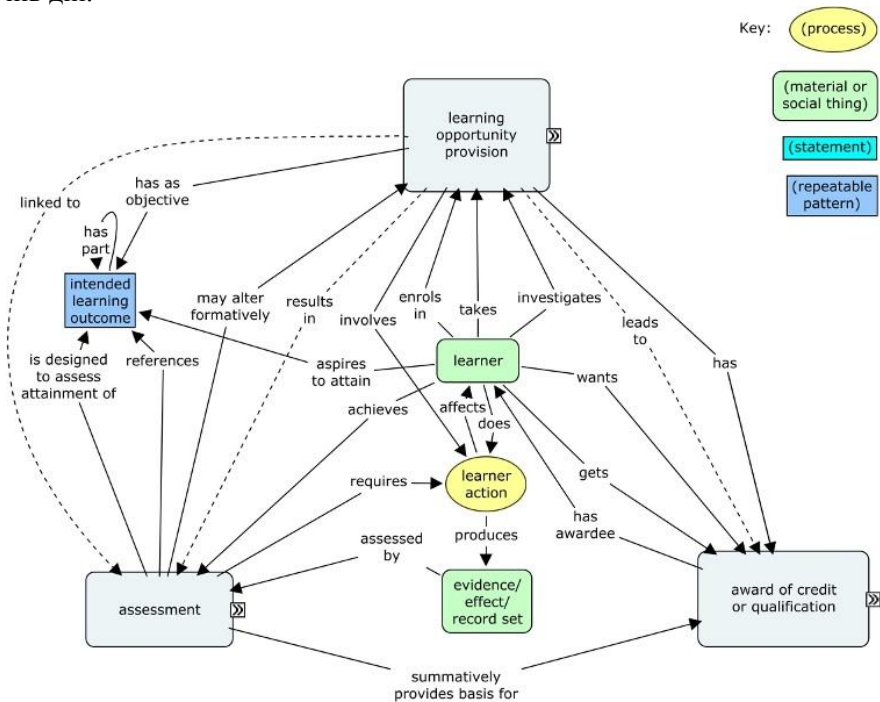 Key:
(process)
(material or
social thing)
(statement)
(repeatable
pattern)
learning
opportunity
provision
linked to
has as
objective
has
part
intended
learning
outcome
may alter
formatively
results
in
involves
enrols
in
takes
investigates
leads
to
has
is designed
to assess
attainment of
references
aspires
to attain
learner
wants
achieves
affects
does
requires
learner
action
gets
has
awardee
assessed
by
produces
assessment
evidence/
effect/
record set
award of credit
or qualification
summatively
provides basis for